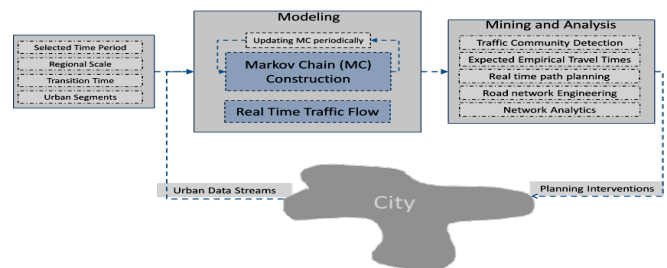 Selected Time Period
Regional Scale
Transition Time
Urban Segments
Modeling
Updating MC periodically
Markov Chain (MC)
Construction
Real Time Traffic Flow
Mining and Analysis
Traffic Community Detection
Expected Empirical Travel Times
Real time path planning
Road network Engineering
Network Analytics
Urban Data Streams
City
Planning Interventions